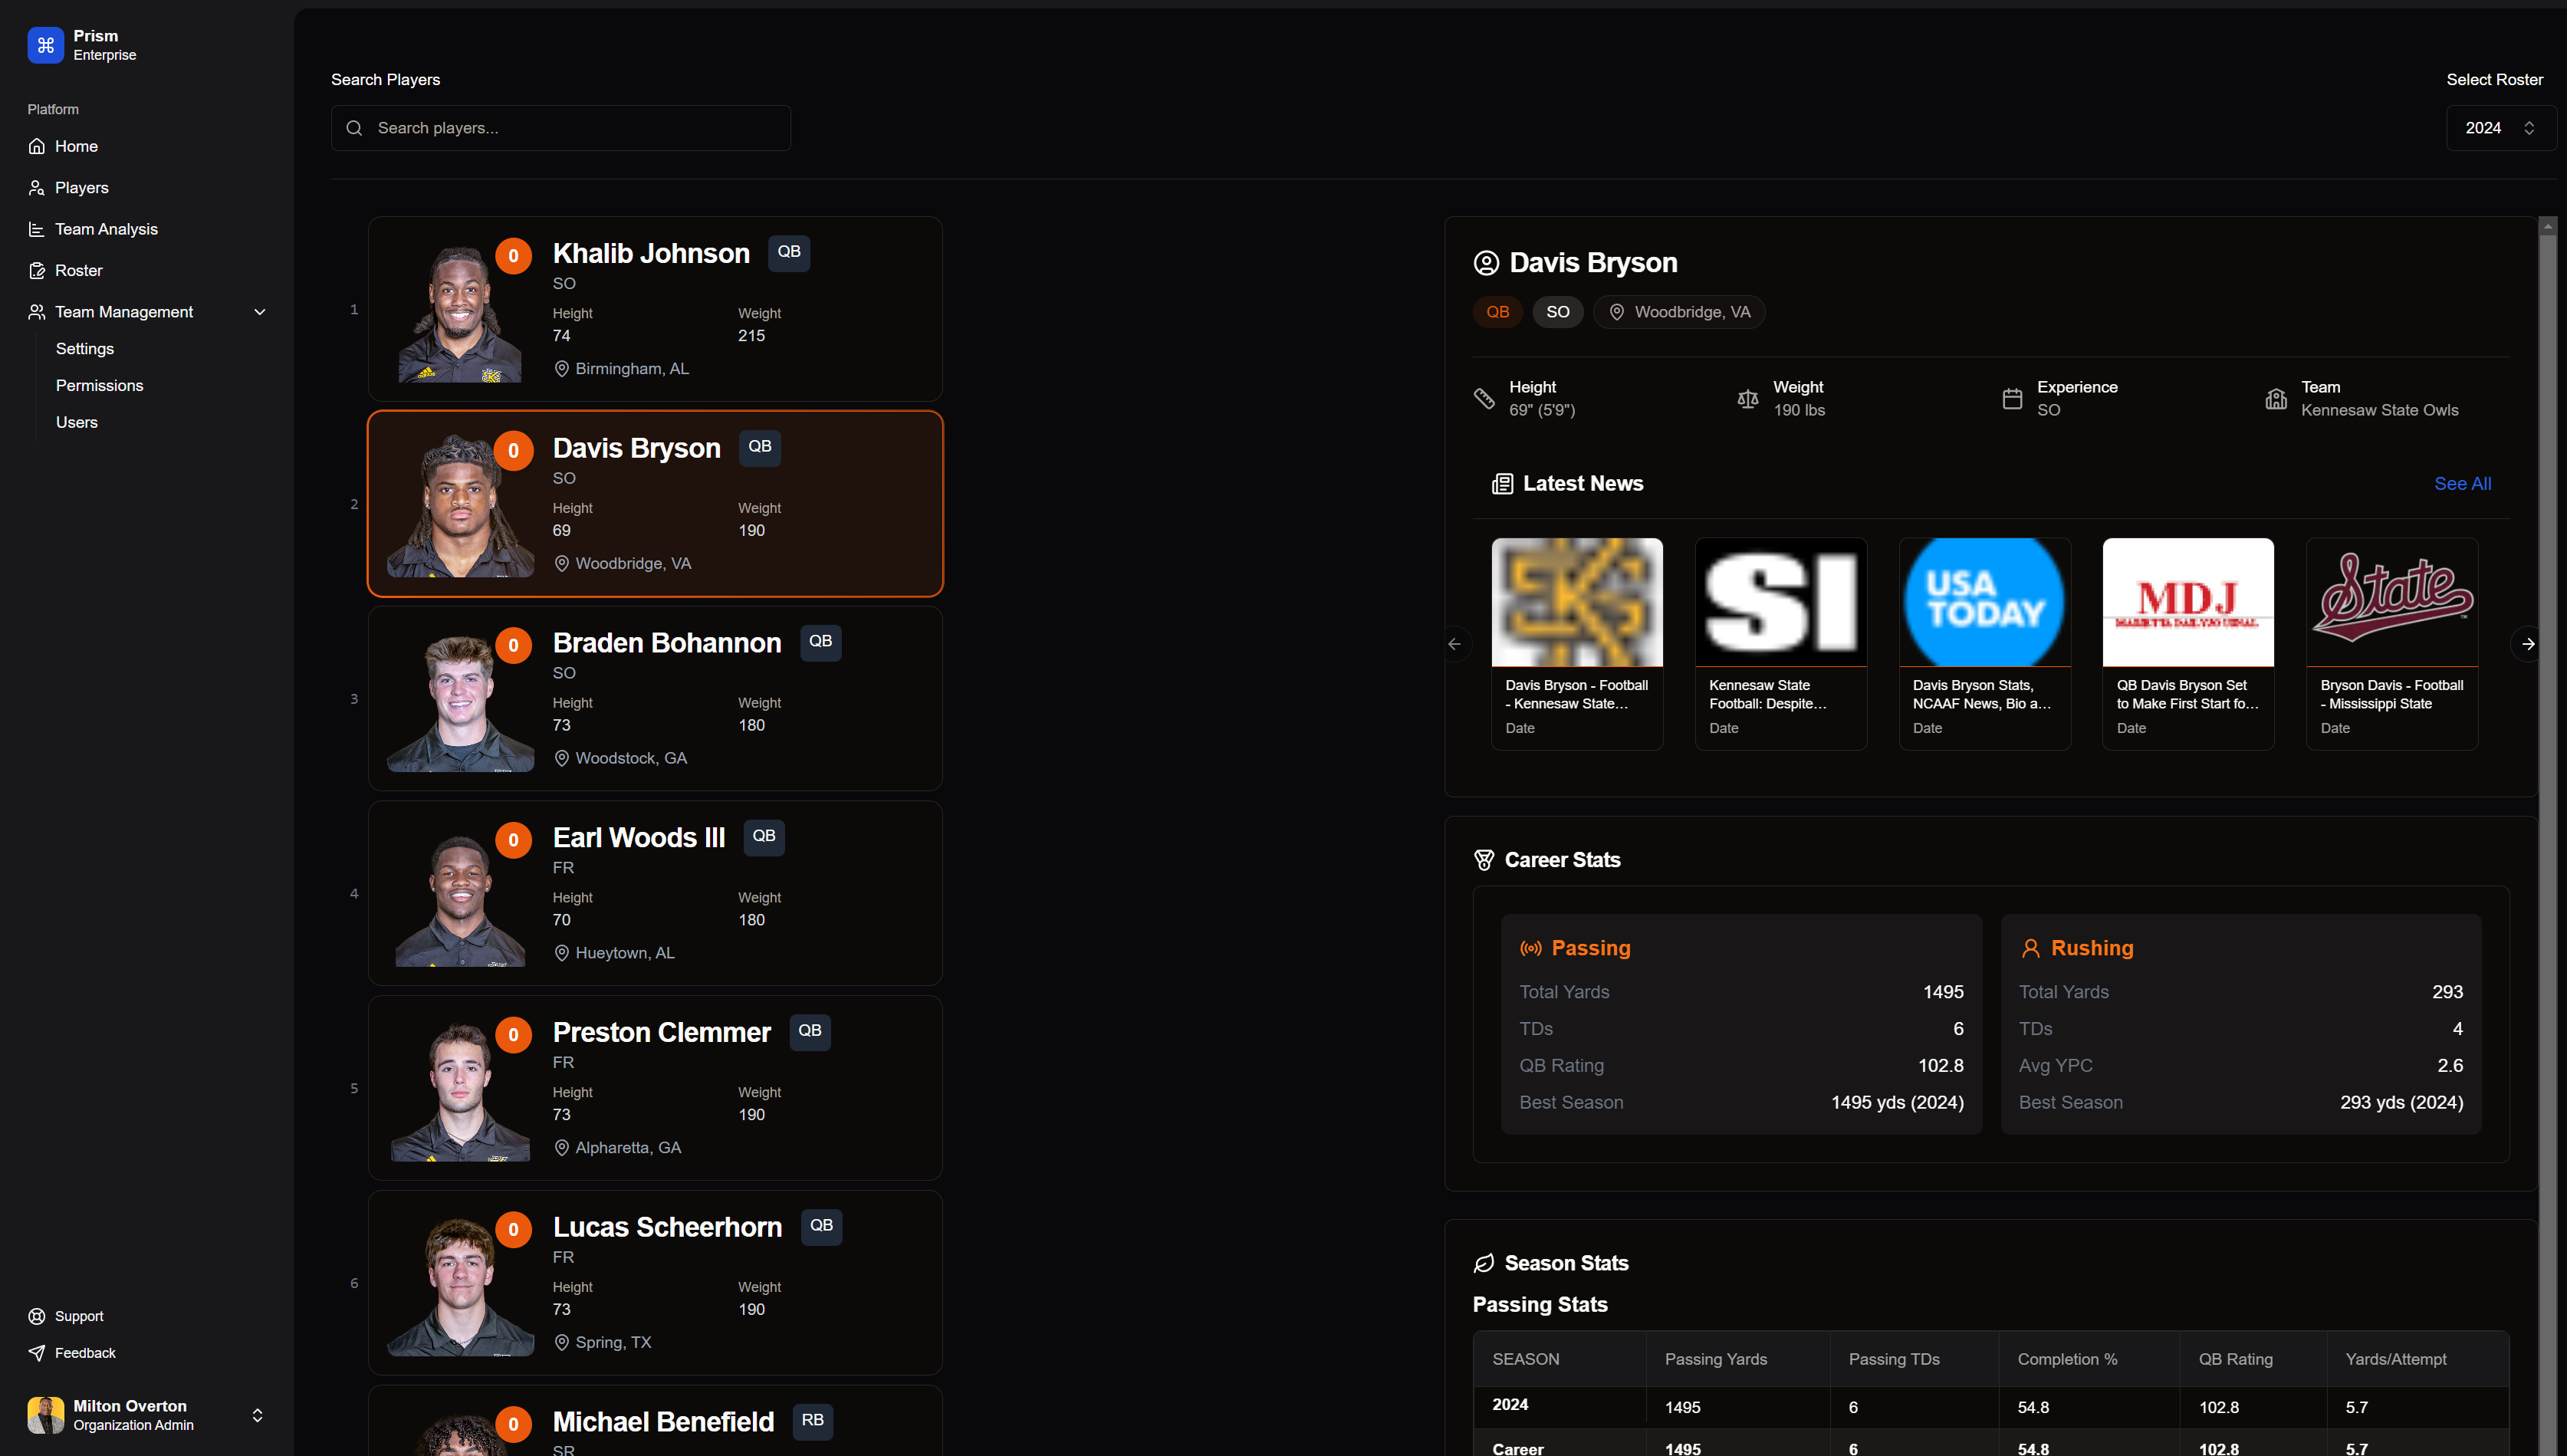 Prism
Enterprise
Platform
Home
Players
Team Analysis
Roster
Team Management
Settings
Permissions
Users
Support
Feedback
Milton Overton
Organization Admin
Search Players
Search players...
Select Roster
2024
1
0
Khalib Johnson QB
SO
Height Weight
74 215
Birmingham, AL
2
0
Davis Bryson QB
SO
Height Weight
69 190
Woodbridge, VA
3
0
Braden Bohannon QB
SO
Height Weight
73 180
Woodstock, GA
4
0
Earl Woods III QB
FR
Height Weight
70 180
Hueytown, AL
5
0
Preston Clemmer QB
FR
Height Weight
73 190
Alpharetta, GA
6
0
Lucas Scheerhorn QB
FR
Height Weight
73 190
Spring, TX
0
Michael Benefield RB
SR
Davis Bryson
QB SO Woodbridge, VA
Height Weight Experience Team
69" (5'9") 190 lbs SO Kennesaw State Owls
Latest News See All
SI
USA
TODAY
MDJ
State
Davis Bryson - Football
- Kennesaw State...
Date
Kennesaw State
Football: Despite...
Date
Davis Bryson Stats,
NCAAF News, Bio a...
Date
QB Davis Bryson Set
to Make First Start fo...
Date
Bryson Davis - Football
- Mississippi State
Date
Career Stats
Passing
Total Yards 1495
TDs 6
QB Rating 102.8
Best Season 1495 yds (2024)
Rushing
Total Yards 293
TDs 4
Avg YPC 2.6
Best Season 293 yds (2024)
Season Stats
Passing Stats
SEASON Passing Yards Passing TDs Completion % QB Rating Yards/Attempt
2024 1495 6 54.8 102.8 5.7
Career 1495 6 54.8 102.8 5.7